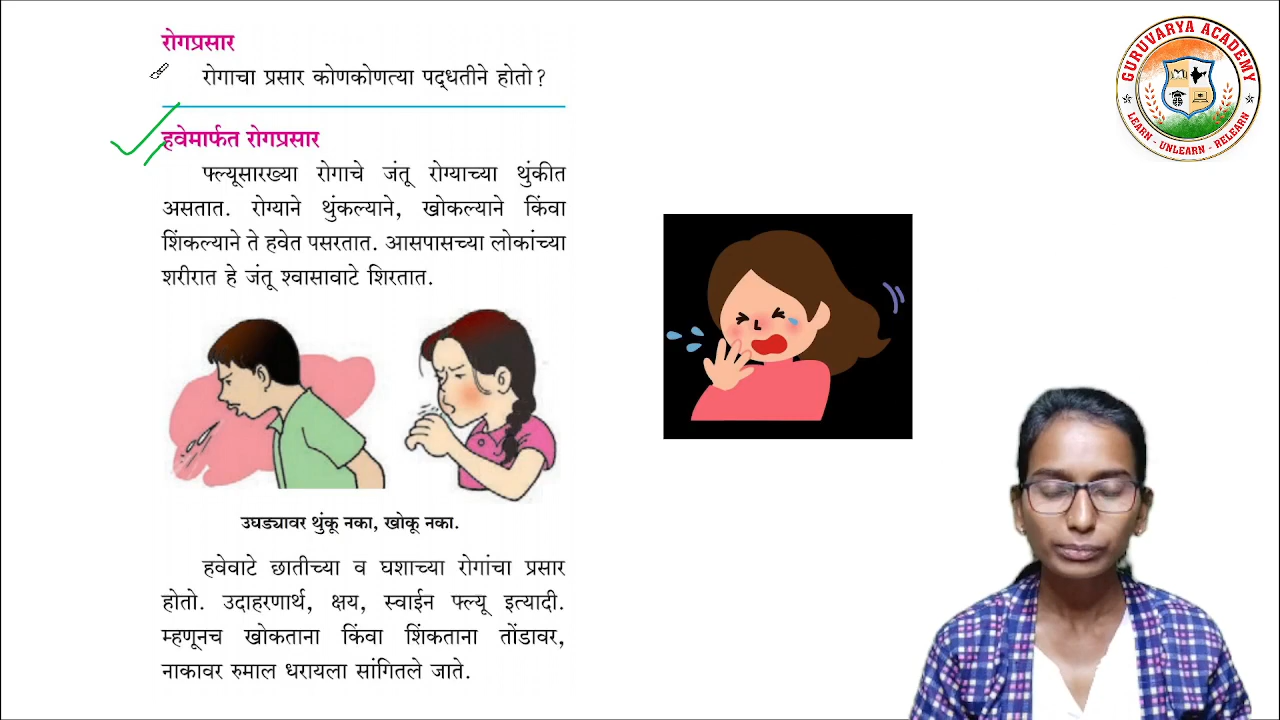 रोगप्रसार
रोगाचा प्रसार कोणकोणत्या पद्धतीने होतो ?
हवेमार्फत रोगप्रसार
फ्ल्यूसारख्या रोगाचे जंतू रोग्याच्या थुंकीत
असतात. रोग्याने थुंकल्याने, खोकल्याने किंवा
शिंकल्याने ते हवेत पसरतात. आसपासच्या लोकांच्या
शरीरात हे जंतू श्वासावाटे शिरतात.
उघड्यावर थुंकू नका, खोकू नका.
हवेवाटे छातीच्या व घशाच्या रोगांचा प्रसार
होतो. उदाहरणार्थ, क्षय, स्वाईन फ्ल्यू इत्यादी.
म्हणूनच खोकताना किंवा शिंकताना तोंडावर,
नाकावर रुमाल धरायला सांगितले जाते.
GURUVARYA ACADEMY
LEARN - UNLEARN - RELEARN